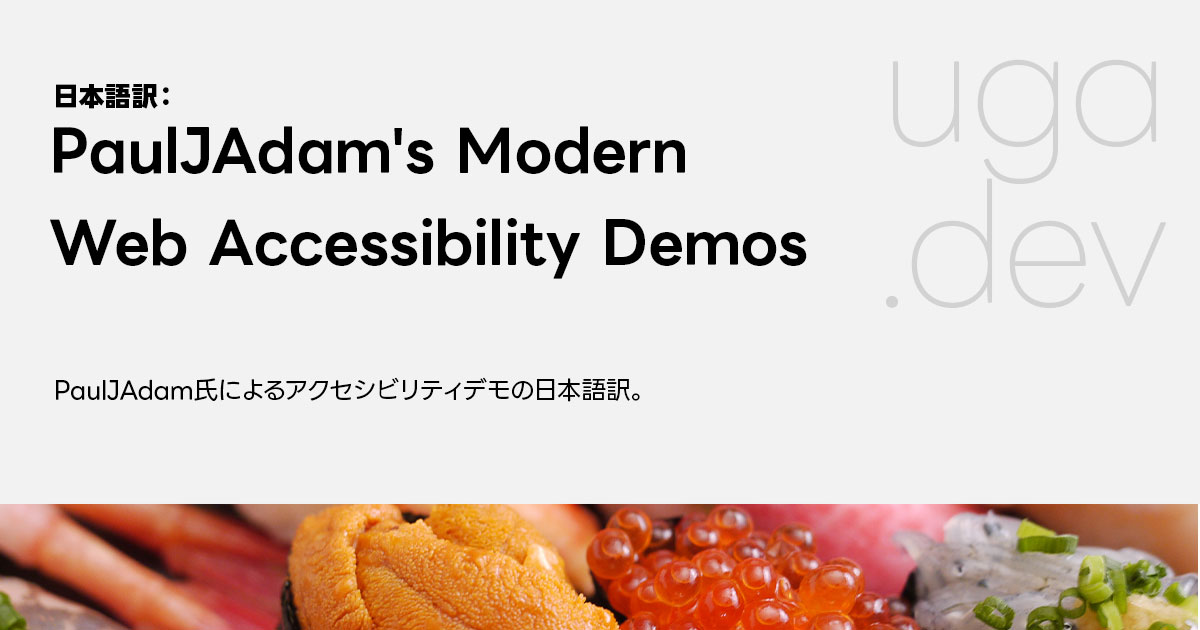 日本語訳：
PaulJAdam's Modern
Web Accessibility Demos
PaulJAdam氏によるアクセシビリティデモの日本語訳。
uga
.dev